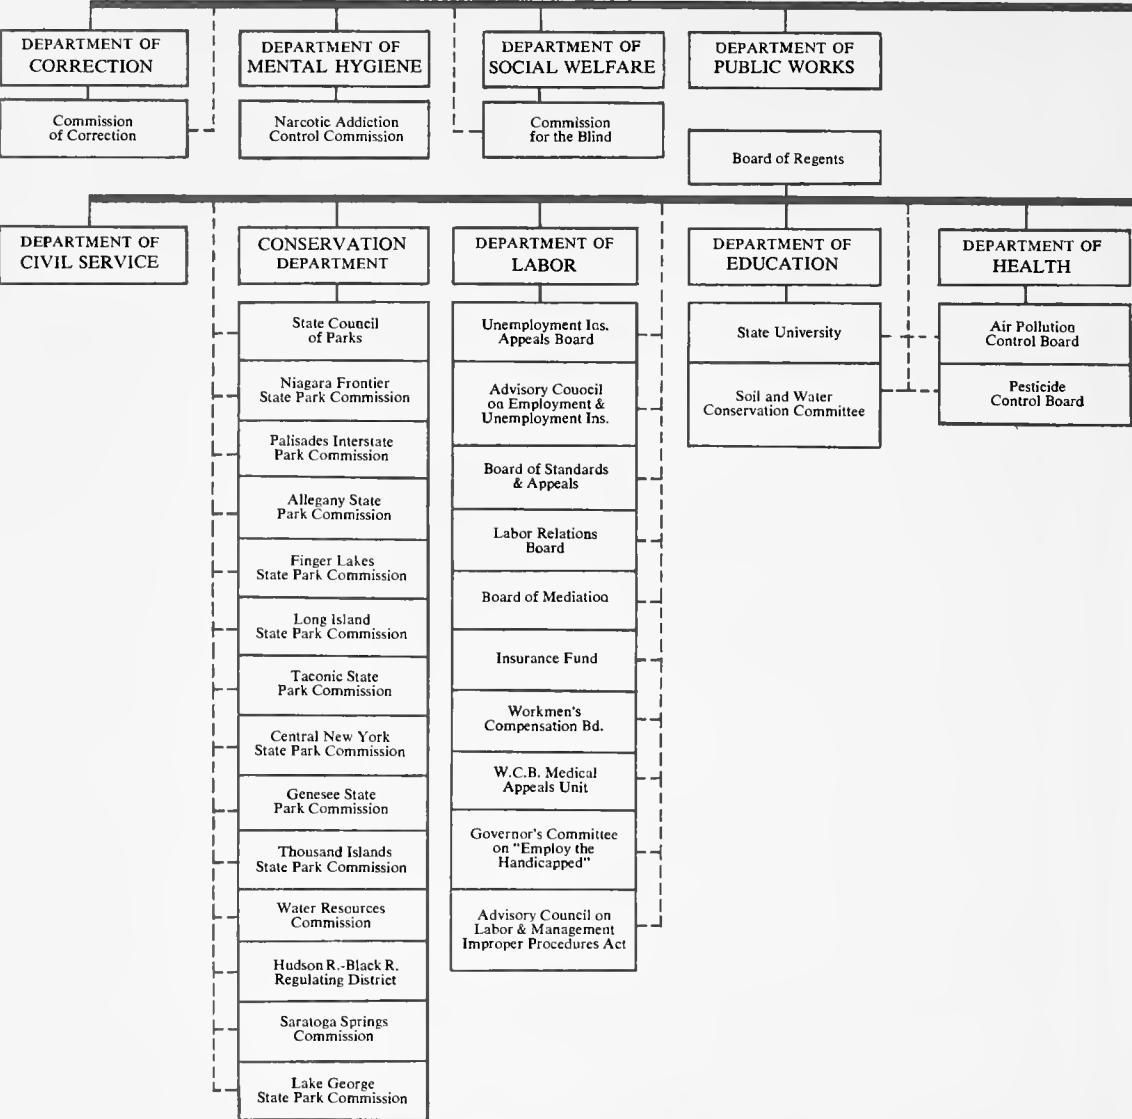 DEPARTMENT OF
CORRECTION
Commission
of Correction
DEPARTMENT OF
MENTAL HYGIENE
Narcotic Addiction
Control Commission
DEPARTMENT OF
SOCIAL WELFARE
Commission
for the Blind
DEPARTMENT OF
PUBLIC WORKS
Board of Regents
DEPARTMENT OF
CIVIL SERVICE
CONSERVATION
DEPARTMENT
State Council
of Parks
Niagara Frontier
State Park Commission
Palisades Interstate
Park Commission
Allegany State
Park Commission
Finger Lakes
State Park Commission
Long Island
State Park Commission
Taconic State
Park Commission
Central New York
State Park Commission
Genesee State
Park Commission
Thousand Islands
State Park Commission
Water Resources
Commission
Hudson R.-Black R.
Regulating District
Saratoga Springs
Commission
Lake George
State Park Commission
DEPARTMENT OF
LABOR
Unemployment Ins.
Appeals Board
Advisory Council
on Employment &
Unemployment Ins.
Board of Standards
& Appeals
Labor Relations
Board
Board of Mediation
Insurance Fund
Workmen's
Compensation Bd.
W.C.B. Medical
Appeals Unit
Governor's Committee
on "Employ the
Handicapped"
Advisory Council on
Labor & Management
Improper Procedures Act
DEPARTMENT OF
EDUCATION
State University
Soil and Water
Conservation Committee
DEPARTMENT OF
HEALTH
Air Pollution
Control Board
Pesticide
Control Board